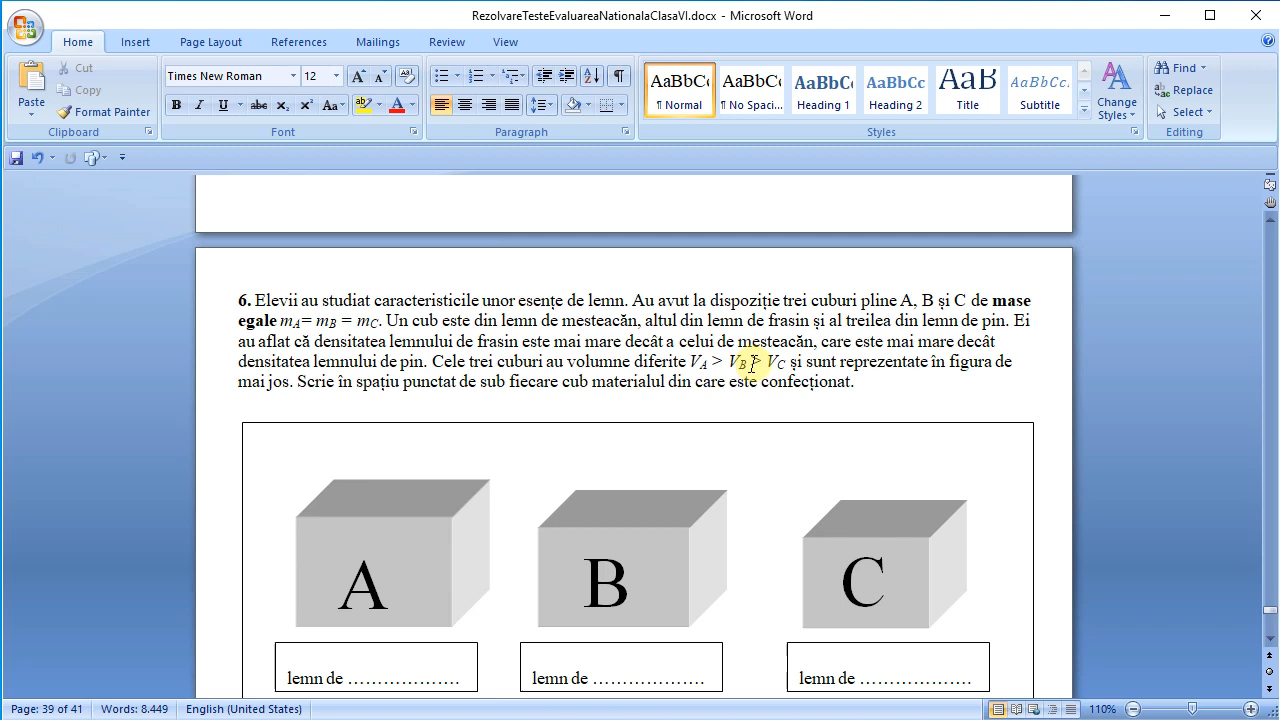 RezolvareTesteEvaluareaNationalaClasaVI.docx - Microsoft Word
Home Insert Page Layout References Mailings Review View
Paste
Cut
Copy
Format Painter
Clipboard
Times New Roman 12
Font
Paragraph
AaBbCc AaBbCc AaBbC AaBbCc AaB AaBbCc
¶ Normal ¶ No Spaci... Heading 1 Heading 2 Title Subtitle
Change Styles
Styles
Find
Replace
Select
Editing
6. Elevii au studiat caracteristicile unor esențe de lemn. Au avut la dispoziție trei cuburi pline A, B și C de mase
egale mA= mB = mC. Un cub este din lemn de mesteacăn, altul din lemn de frasin și al treilea din lemn de pin. Ei
au aflat că densitatea lemnului de frasin este mai mare decât a celui de mesteacăn, care este mai mare decât
densitatea lemnului de pin. Cele trei cuburi au volumne diferite VA > VB > VC și sunt reprezentate în figura de
mai jos. Scrie în spațiu punctat de sub fiecare cub materialul din care este confecționat.
A B C
lemn de ………………. lemn de ………………. lemn de ……………….
Page: 39 of 41 Words: 8.449 English (United States) 110%